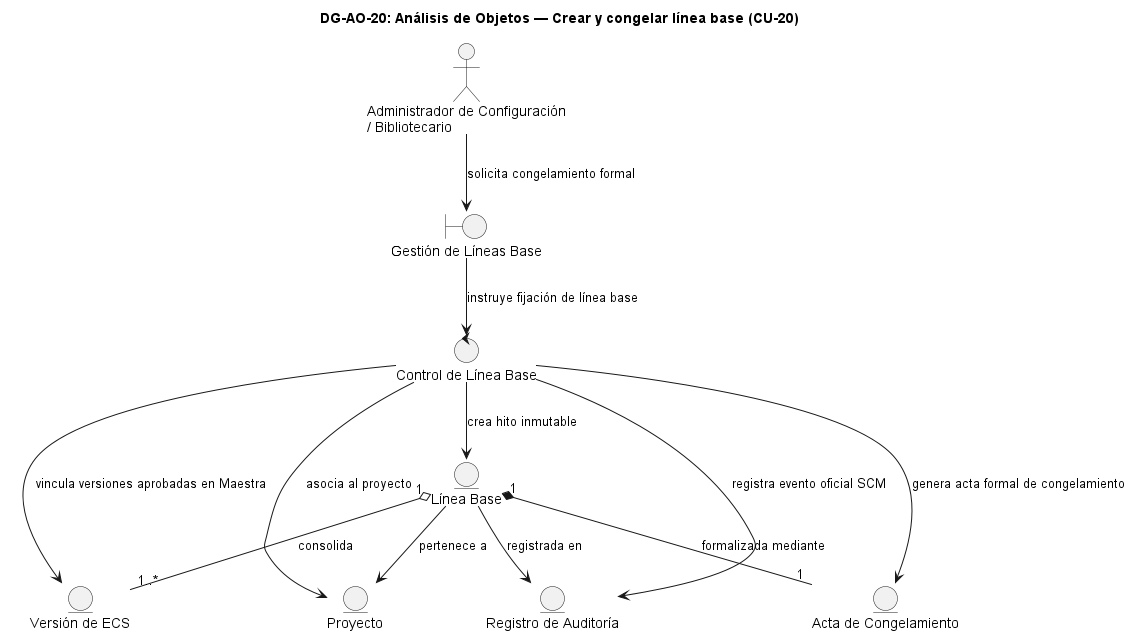 DG-AO-20: Análisis de Objetos — Crear y congelar línea base (CU-20)
Administrador de Configuración
/ Bibliotecario
solicita congelamiento formal
Gestión de Líneas Base
instruye fijación de línea base
Control de Línea Base
crea hito inmutable
vincula versiones aprobadas en Maestra
asocia al proyecto
registra evento oficial SCM
genera acta formal de congelamiento
1
1
Línea Base
consolida
pertenece a
registrada en
formalizada mediante
1..*
1
Versión de ECS
Proyecto
Registro de Auditoría
Acta de Congelamiento